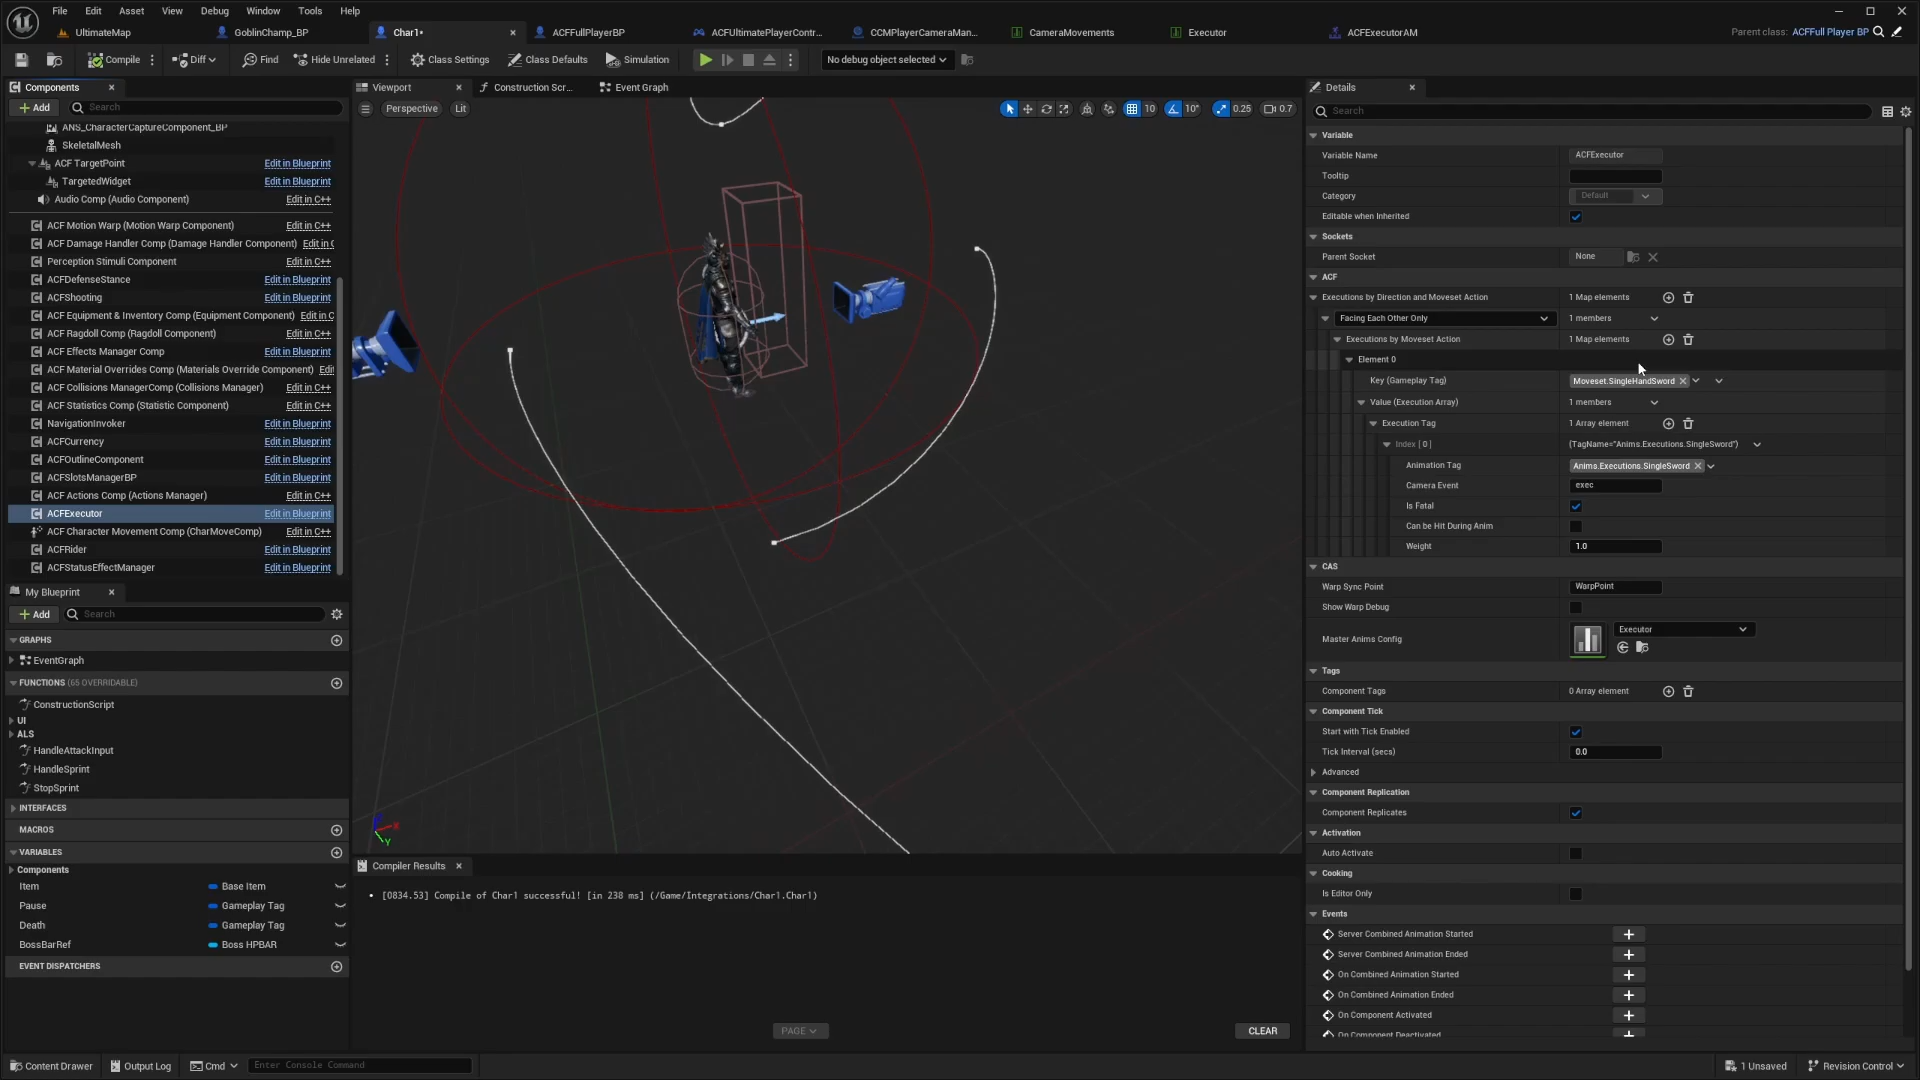 File Edit Asset View Debug Window Tools Help
UltimateMap GoblinChamp_BP Char1• ACFFullPlayerBP ACFUltimatePlayerContr... CCMPlayerCameraMan... CameraMovements Executor ACFExecutorAM
Parent class: ACFFull Player BP
Compile Diff Find Hide Unrelated Class Settings Class Defaults Simulation No debug object selected
Components
Add Search
ANS_CharacterCaptureComponent_BP
SkeletalMesh
ACF TargetPoint Edit in Blueprint
TargetedWidget Edit in Blueprint
Audio Comp (Audio Component) Edit in C++
ACF Motion Warp (Motion Warp Component) Edit in C++
ACF Damage Handler Comp (Damage Handler Component) Edit in C
Perception Stimuli Component Edit in C++
ACFDefenseStance Edit in Blueprint
ACFShooting Edit in Blueprint
ACF Equipment & Inventory Comp (Equipment Component) Edit in C
ACF Ragdoll Comp (Ragdoll Component) Edit in C++
ACF Effects Manager Comp Edit in Blueprint
ACF Material Overrides Comp (Materials Override Component) Edit
ACF Collisions ManagerComp (Collisions Manager) Edit in C++
ACF Statistics Comp (Statistic Component) Edit in C++
NavigationInvoker Edit in Blueprint
ACFCurrency Edit in Blueprint
ACFOutlineComponent Edit in Blueprint
ACFSlotsManagerBP Edit in Blueprint
ACF Actions Comp (Actions Manager) Edit in C++
ACFExecutor Edit in Blueprint
ACF Character Movement Comp (CharMoveComp) Edit in C++
ACFRider Edit in Blueprint
ACFStatusEffectManager Edit in Blueprint
My Blueprint
Add Search
GRAPHS
EventGraph
FUNCTIONS (65 OVERRIDABLE)
ConstructionScript
UI
ALS
HandleAttackInput
HandleSprint
StopSprint
INTERFACES
MACROS
VARIABLES
Components
Item Base Item
Pause Gameplay Tag
Death Gameplay Tag
BossBarRef Boss HPBAR
EVENT DISPATCHERS
Viewport Construction Scr... Event Graph
Perspective Lit 10 10° 0.25 0.7
X
Y
Compiler Results
[0834.53] Compile of Char1 successful! [in 238 ms] (/Game/Integrations/Char1.Char1)
PAGE CLEAR
Details
Search
Variable
Variable Name ACFExecutor
Tooltip
Category Default
Editable when Inherited
Sockets
Parent Socket None
ACF
Executions by Direction and Moveset Action 1 Map elements
Facing Each Other Only 1 members
Executions by Moveset Action 1 Map elements
Element 0
Key (Gameplay Tag) Moveset.SingleHandSword
Value (Execution Array) 1 members
Execution Tag 1 Array element
Index [ 0 ] (TagName="Anims.Executions.SingleSword")
Animation Tag Anims.Executions.SingleSword
Camera Event exec
Is Fatal
Can be Hit During Anim
Weight 1.0
CAS
Warp Sync Point WarpPoint
Show Warp Debug
Master Anims Config Executor
Tags
Component Tags 0 Array element
Component Tick
Start with Tick Enabled
Tick Interval (secs) 0.0
Advanced
Component Replication
Component Replicates
Activation
Auto Activate
Cooking
Is Editor Only
Events
Server Combined Animation Started
Server Combined Animation Ended
On Combined Animation Started
On Combined Animation Ended
On Component Activated
On Component Deactivated
Content Drawer Output Log Cmd Enter Console Command 1 Unsaved Revision Control